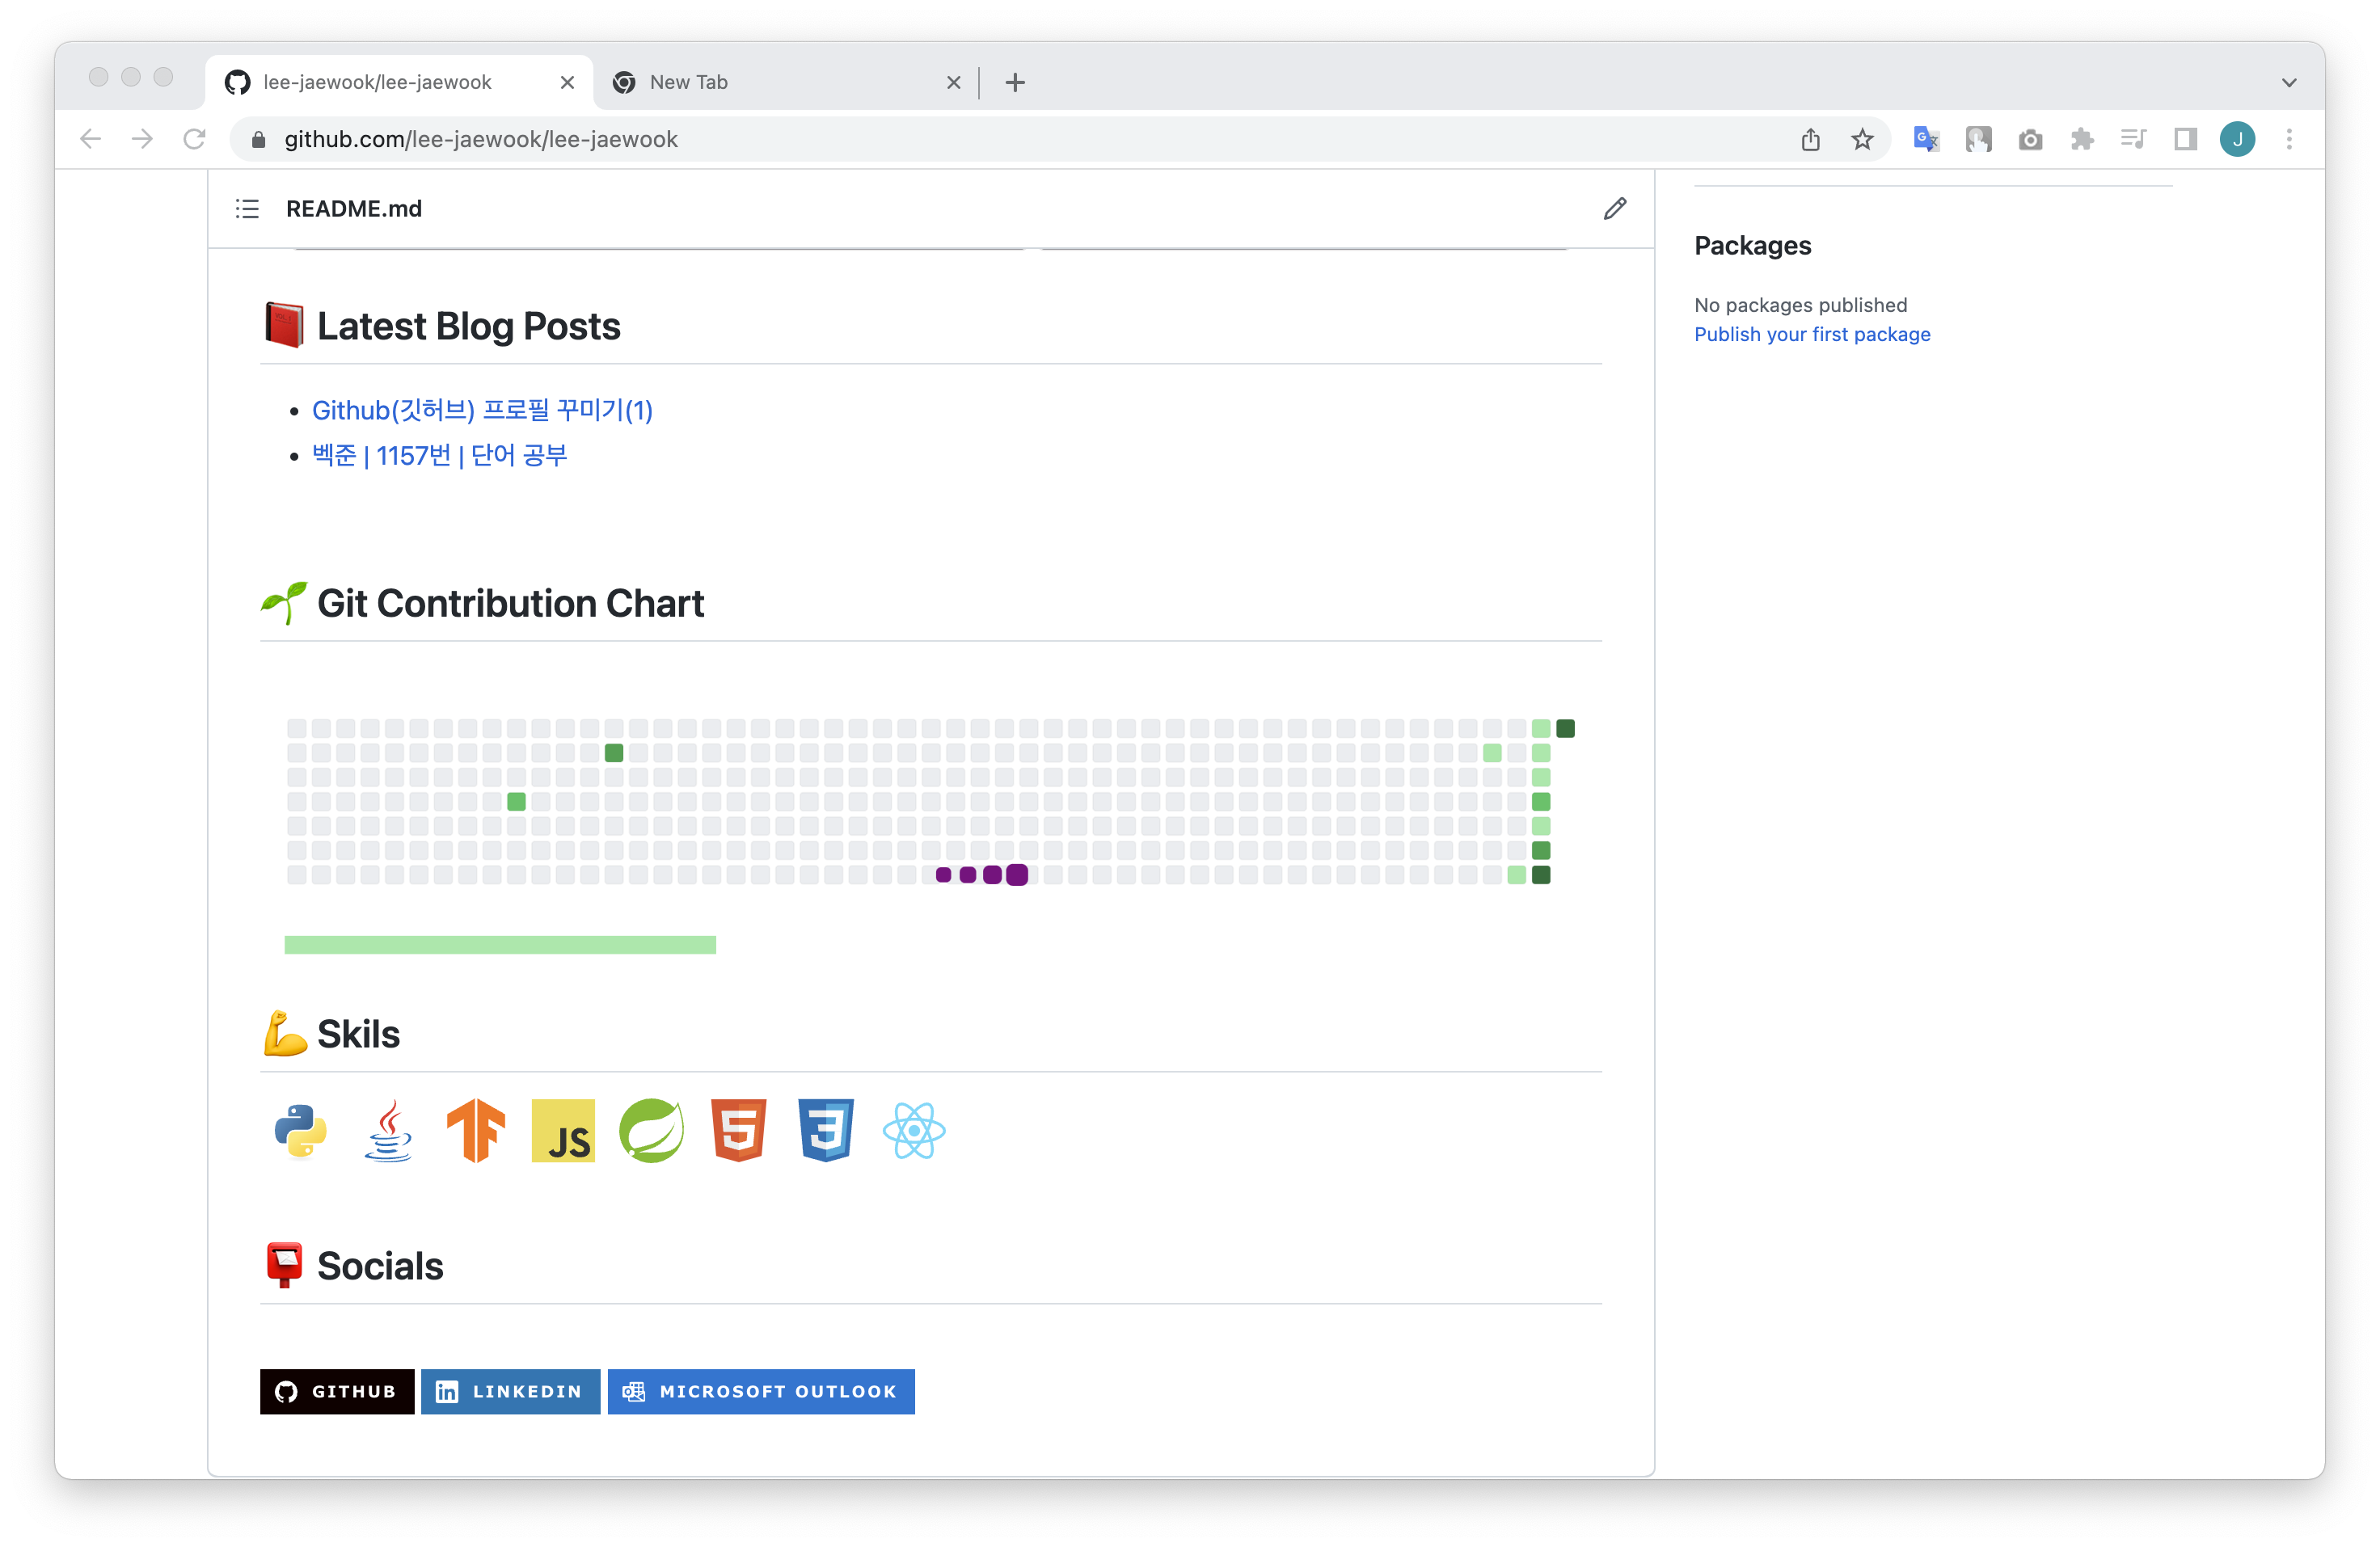 lee-jaewook/lee-jaewook
New Tab
github.com/lee-jaewook/lee-jaewook
J
README.md
Packages
No packages published
Publish your first package
Latest Blog Posts
Github(깃허브) 프로필 꾸미기(1)
벡준 | 1157번 | 단어 공부
Git Contribution Chart
Skils
JS
Socials
GITHUB
LINKEDIN
MICROSOFT OUTLOOK